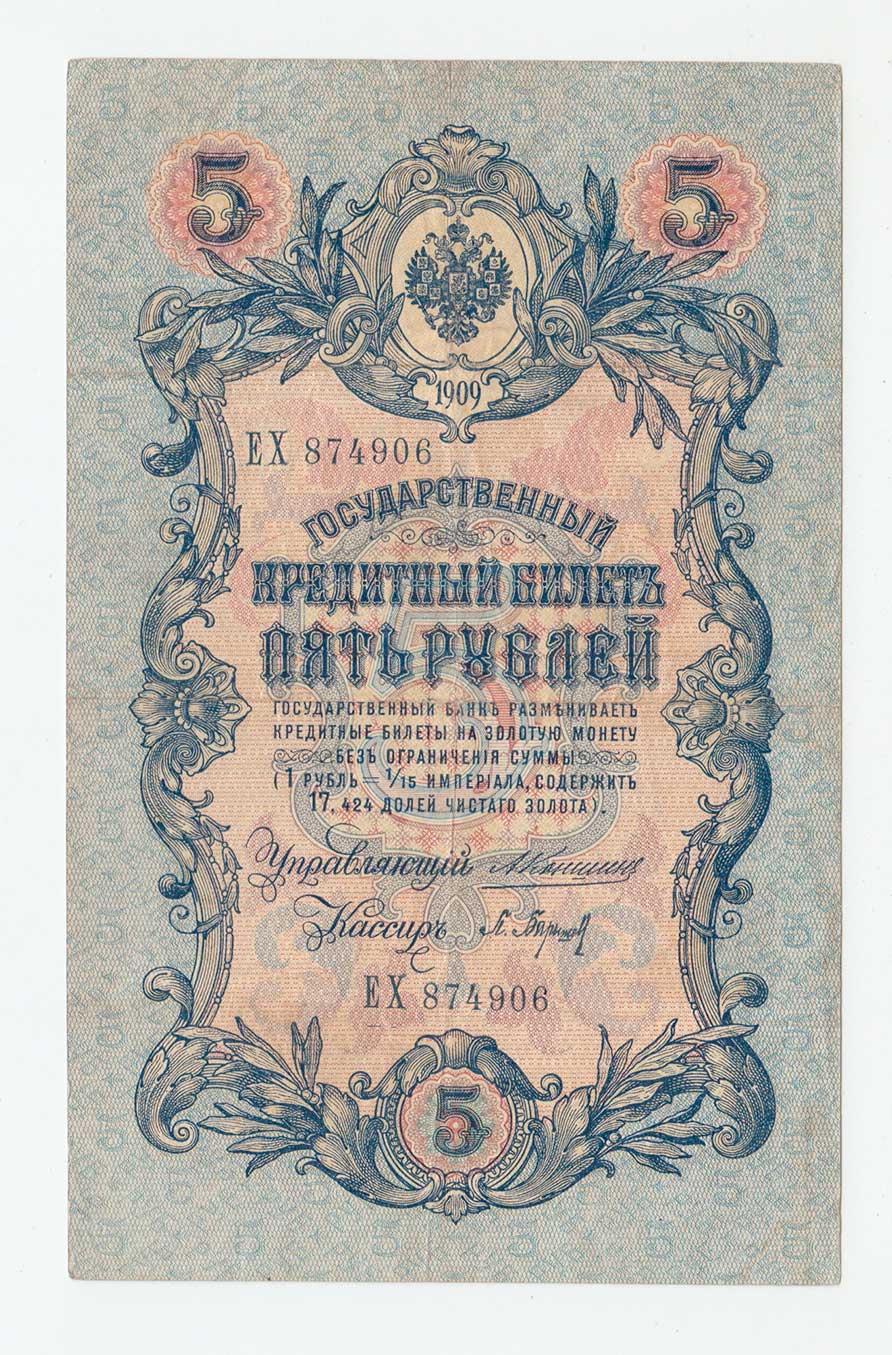 5 5
1909
ЕХ 874906
ГОСУДАРСТВЕННЫЙ
КРЕДИТНЫЙ БИЛЕТЪ
ПЯТЬ РУБЛЕЙ
ГОСУДАРСТВЕННЫЙ БАНКЪ РАЗМѢНИВАЕТЪ
КРЕДИТНЫЕ БИЛЕТЫ НА ЗОЛОТУЮ МОНЕТУ
БЕЗЪ ОГРАНИЧЕНІЯ СУММЫ
(1 РУБЛЬ = 1/15 ИМПЕРІАЛА, СОДЕРЖИТЪ
17,424 ДОЛЕЙ ЧИСТАГО ЗОЛОТА).
Управляющій
Кассиръ
ЕХ 874906
5